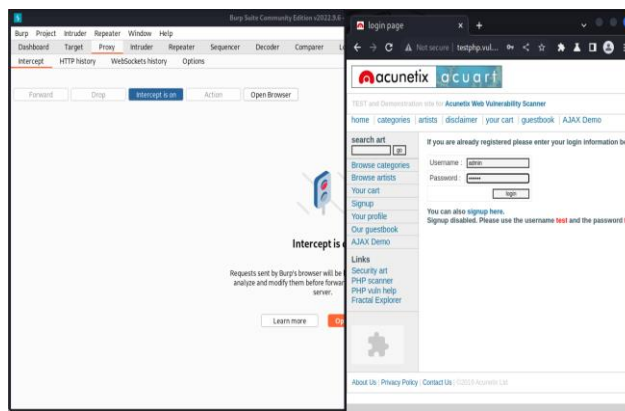 Burp Suite Community Edition v2022.9.6 -
Burp Project Intruder Repeater Window Help
Dashboard Target Proxy Intruder Repeater Sequencer Decoder Comparer
Intercept HTTP history WebSockets history Options
Forward Drop Intercept is on Action Open Browser
Intercept is
Requests sent by Burp's browser will be
analyze and modify them before forwar
server.
Learn more Op
login page
Not secure | testphp.vul...
acunetix acuart
TEST and Demonstration site for Acunetix Web Vulnerability Scanner
home | categories | artists | disclaimer | your cart | guestbook | AJAX Demo
search art
go
Browse categories
Browse artists
Your cart
Signup
Your profile
Our guestbook
AJAX Demo
Links
Security art
PHP scanner
PHP vuln help
Fractal Explorer
If you are already registered please enter your login information be
Username : admin
Password : ••••••
login
You can also signup here.
Signup disabled. Please use the username test and the password
About Us | Privacy Policy | Contact Us | ©2019 Acunetix Ltd